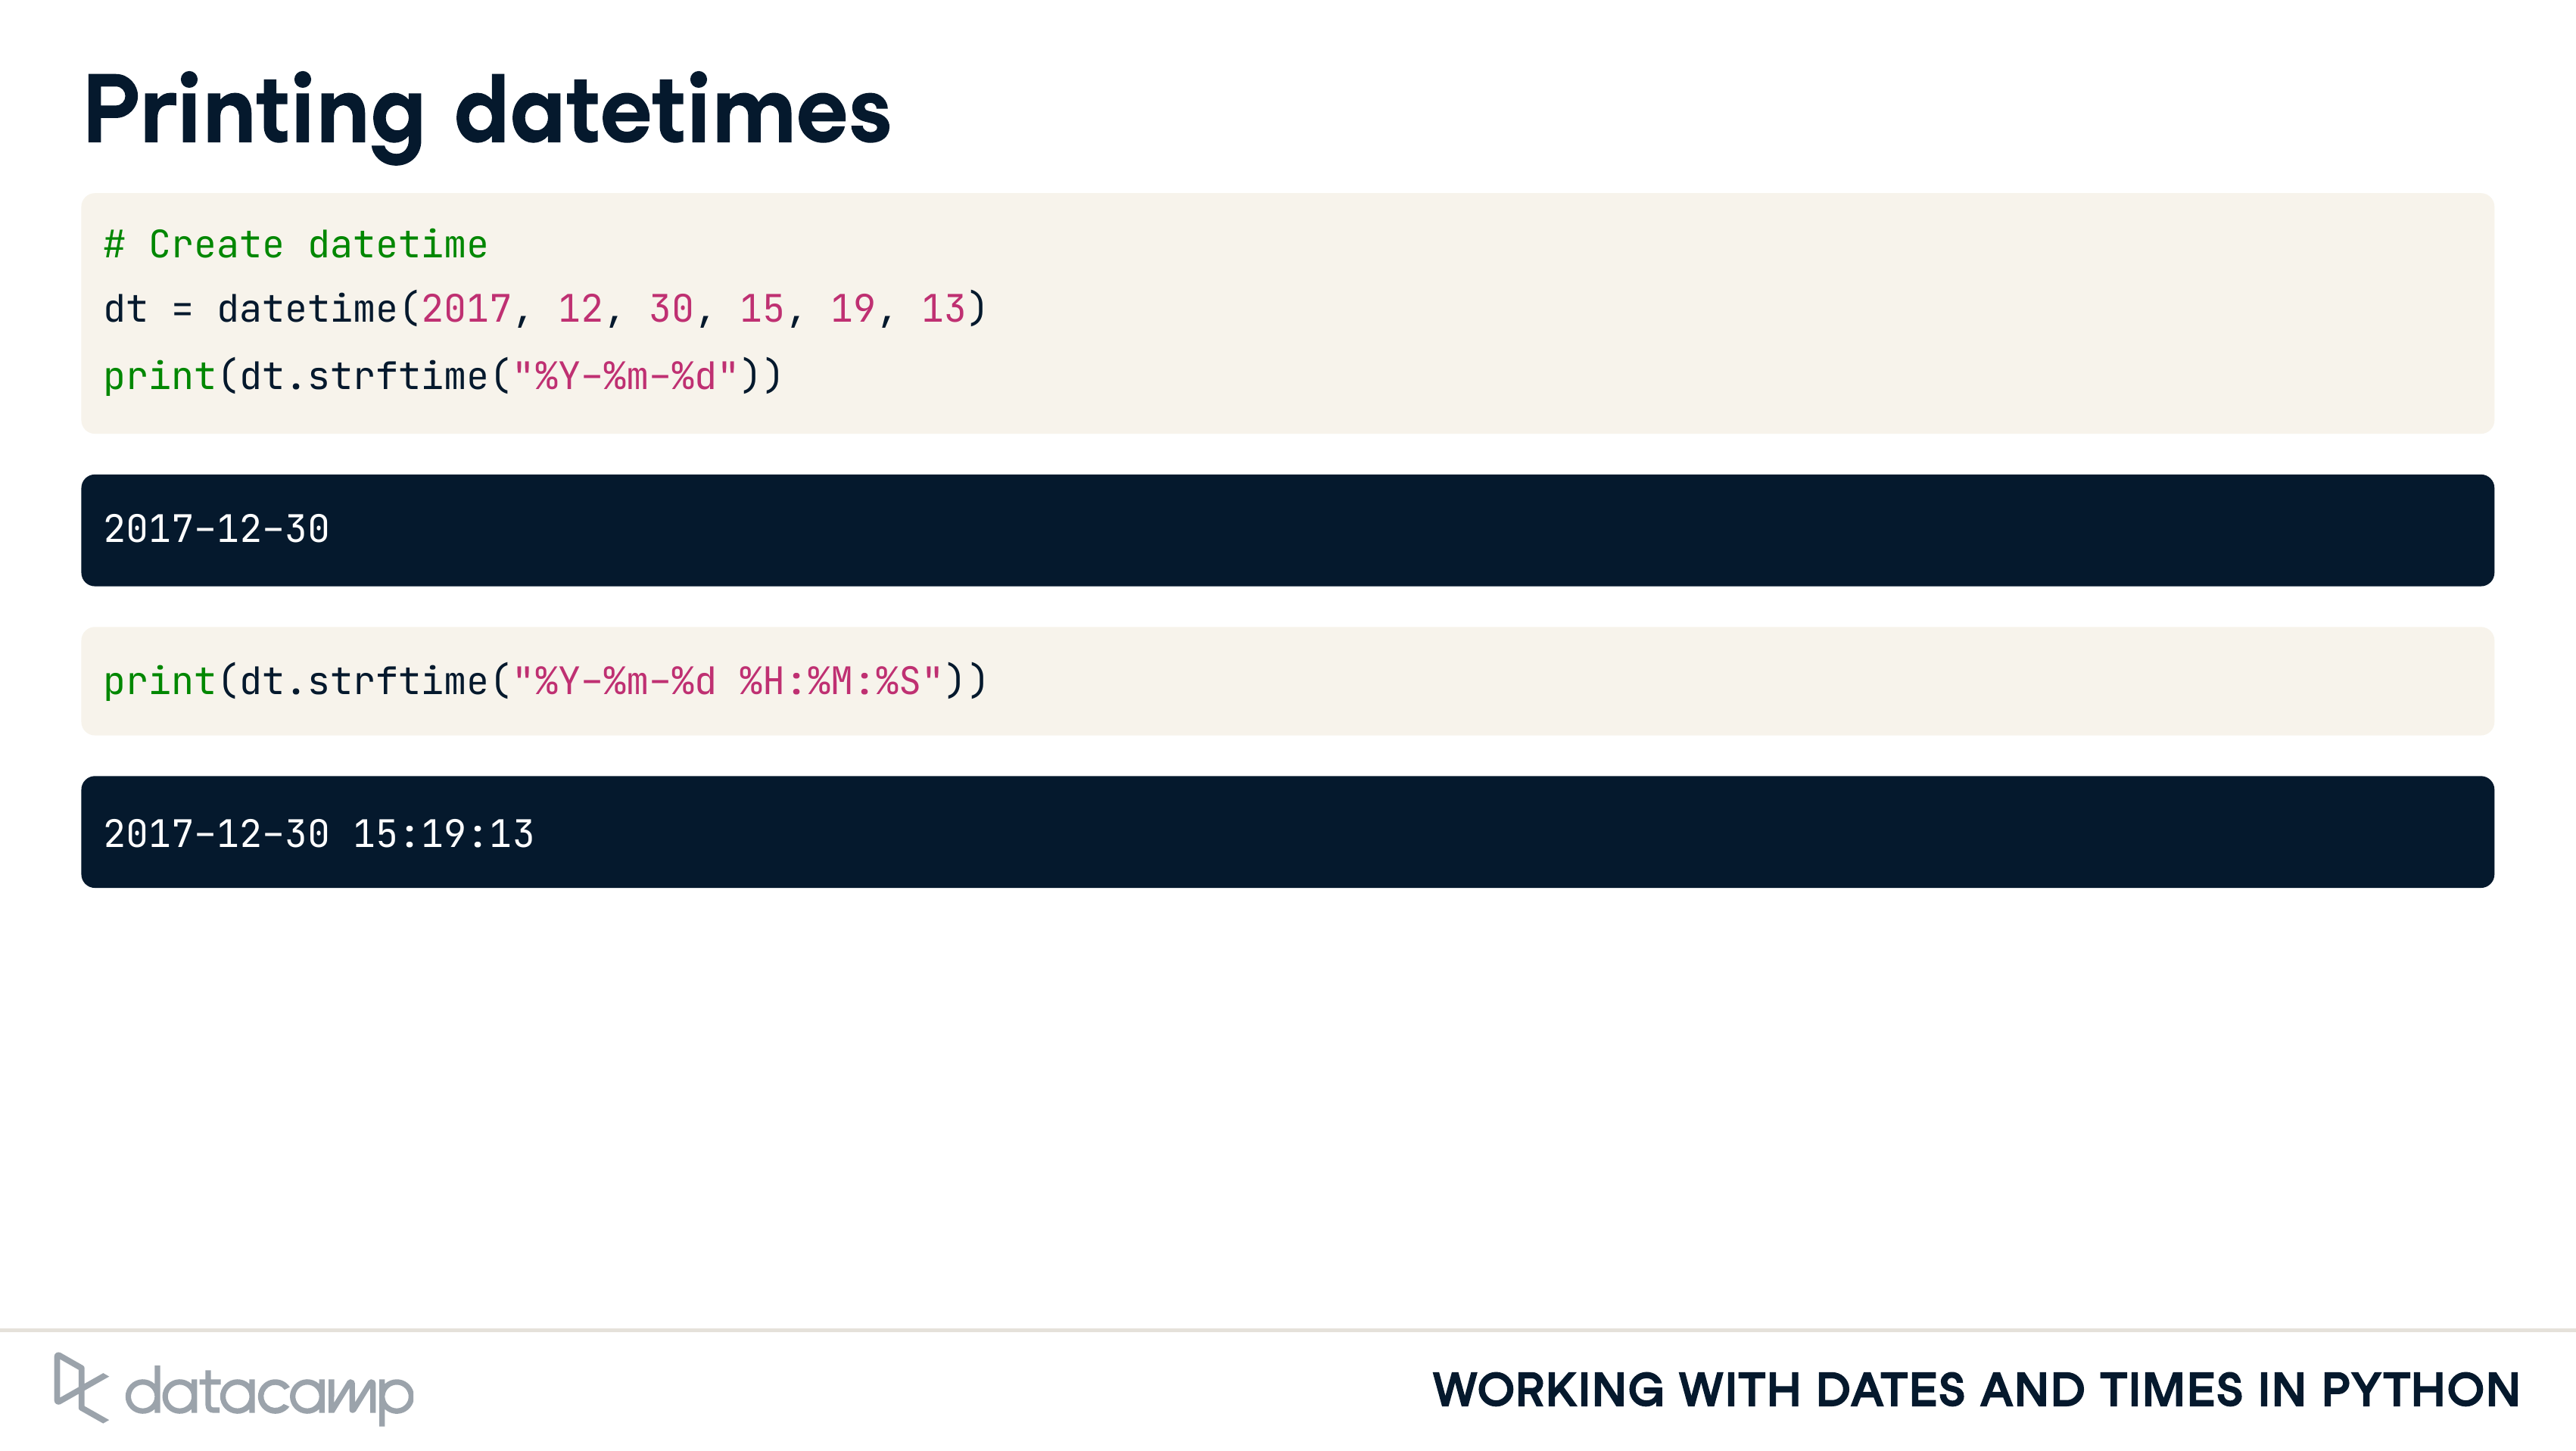 Printing datetimes
# Create datetime
dt = datetime(2017, 12, 30, 15, 19, 13)
print(dt.strftime("%Y-%m-%d"))
2017-12-30
print(dt.strftime("%Y-%m-%d %H:%M:%S"))
2017-12-30 15:19:13
datacamp
WORKING WITH DATES AND TIMES IN PYTHON